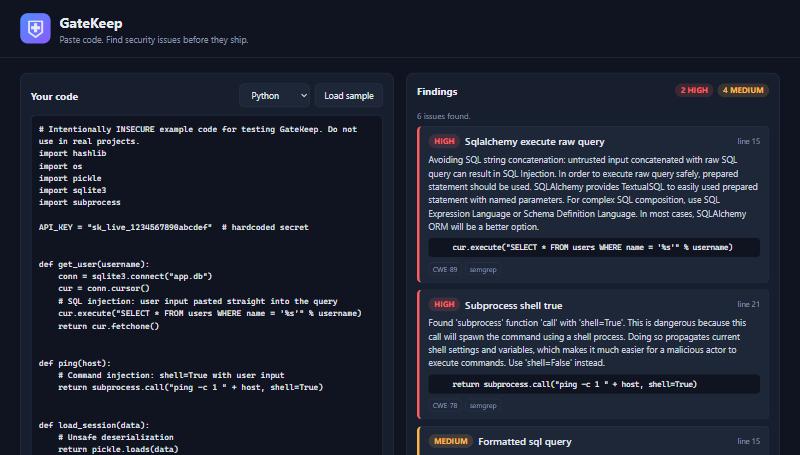 GateKeep
Paste code. Find security issues before they ship.
Your code
Python
Load sample
# Intentionally INSECURE example code for testing GateKeep. Do not
use in real projects.
import hashlib
import os
import pickle
import sqlite3
import subprocess
API_KEY = "sk_live_1234567890abcdef"  # hardcoded secret
def get_user(username):
    conn = sqlite3.connect("app.db")
    cur = conn.cursor()
    # SQL injection: user input pasted straight into the query
    cur.execute("SELECT * FROM users WHERE name = '%s'" % username)
    return cur.fetchone()
def ping(host):
    # Command injection: shell=True with user input
    return subprocess.call("ping -c 1 " + host, shell=True)
def load_session(data):
    # Unsafe deserialization
    return pickle.loads(data)
Findings
2 HIGH
4 MEDIUM
6 issues found.
HIGH Sqlalchemy execute raw query line 15
Avoiding SQL string concatenation: untrusted input concatenated with raw SQL
query can result in SQL Injection. In order to execute raw query safely, prepared
statement should be used. SQLAlchemy provides TextualSQL to easily used prepared
statement with named parameters. For complex SQL composition, use SQL
Expression Language or Schema Definition Language. In most cases, SQLAlchemy
ORM will be a better option.
cur.execute("SELECT * FROM users WHERE name = '%s'" % username)
CWE-89 semgrep
HIGH Subprocess shell true line 21
Found 'subprocess' function 'call' with 'shell=True'. This is dangerous because this
call will spawn the command using a shell process. Doing so propagates current
shell settings and variables, which makes it much easier for a malicious actor to
execute commands. Use 'shell=False' instead.
return subprocess.call("ping -c 1 " + host, shell=True)
CWE-78 semgrep
MEDIUM Formatted sql query line 15